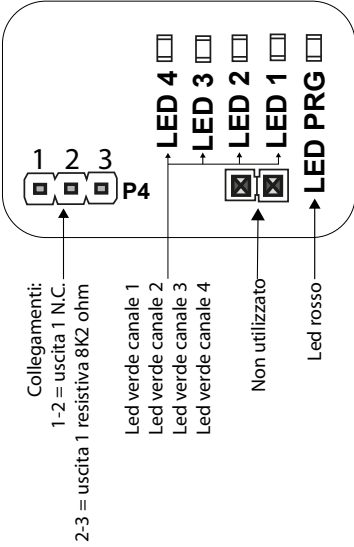 1
2
3
P4
LED 4
LED 3
LED 2
LED 1
LED PRG
Collegamenti:
1-2 = uscita 1 N.C.
2-3 = uscita 1 resistiva 8K2 ohm
Led verde canale 1
Led verde canale 2
Led verde canale 3
Led verde canale 4
Non utilizzato
Led rosso